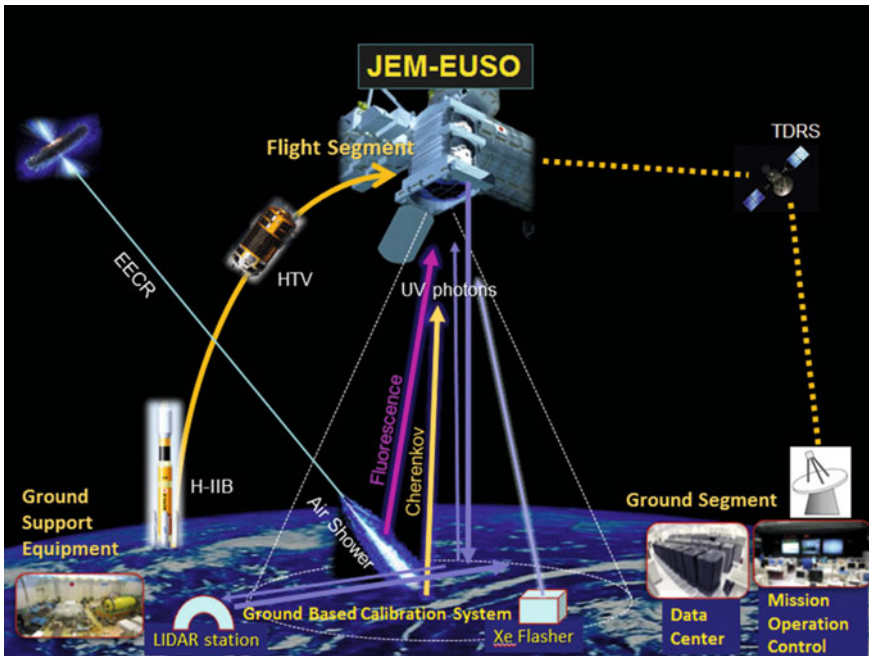 JEM-EUSO
TDRS
Flight Segment
EECR
HTV
UV photons
Fluorescence
Cherenkov
H-IIB
Air Shower
Ground
Support
Equipment
Ground Segment
Ground Based Calibration System
LIDAR station
Xe Flasher
Data
Center
Mission
Operation
Control